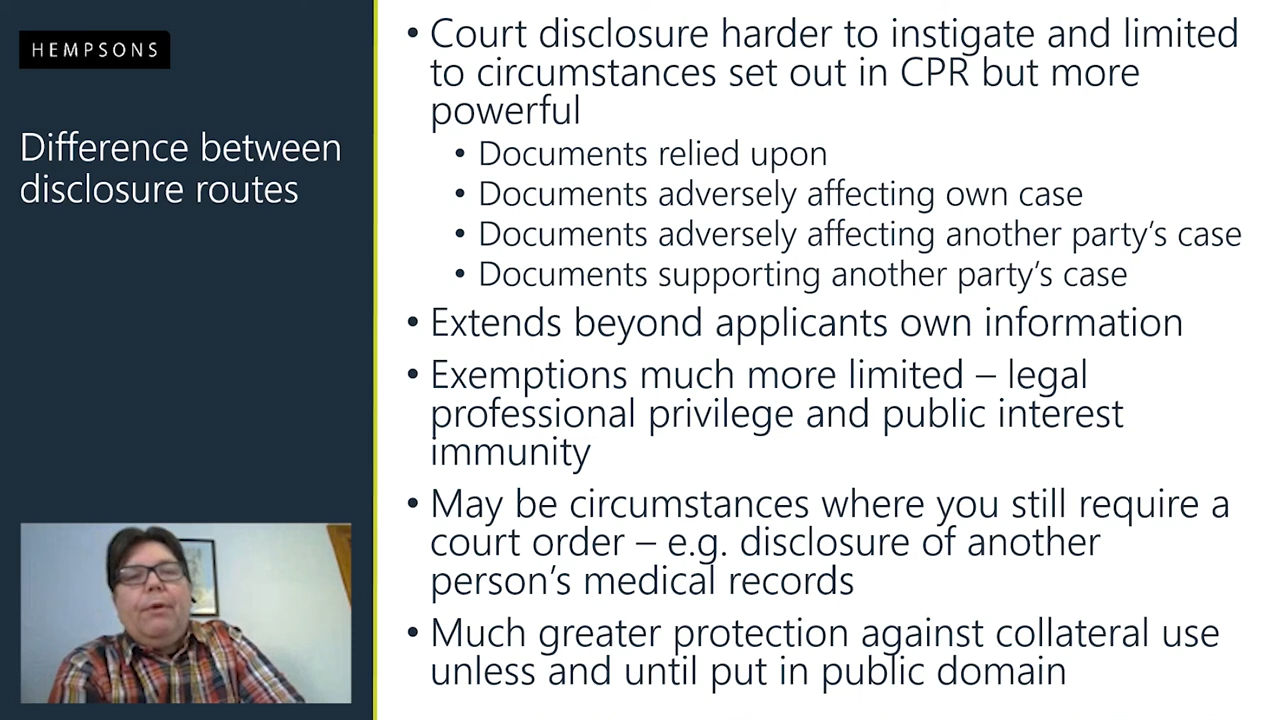 HEMPSONS
Difference between
disclosure routes
• Court disclosure harder to instigate and limited
to circumstances set out in CPR but more
powerful
• Documents relied upon
• Documents adversely affecting own case
• Documents adversely affecting another party's case
• Documents supporting another party's case
• Extends beyond applicants own information
• Exemptions much more limited – legal
professional privilege and public interest
immunity
• May be circumstances where you still require a
court order – e.g. disclosure of another
person's medical records
• Much greater protection against collateral use
unless and until put in public domain